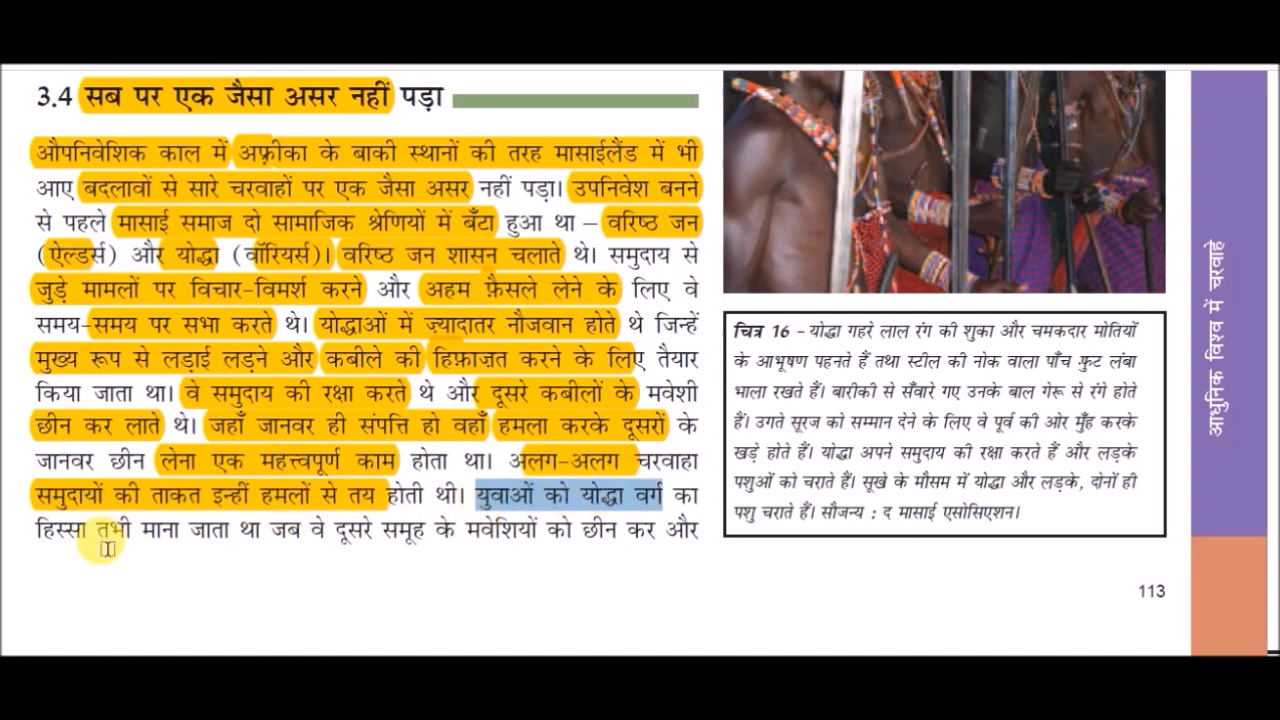 3.4 सब पर एक जैसा असर नहीं पड़ा
औपनिवेशिक काल में अफ़्रीका के बाकी स्थानों की तरह मासाईलैंड में भी
आए बदलावों से सारे चरवाहों पर एक जैसा असर नहीं पड़ा। उपनिवेश बनने
से पहले मासाई समाज दो सामाजिक श्रेणियों में बँटा हुआ था – वरिष्ठ जन
(ऐल्डर्स) और योद्धा (वॉरियर्स)। वरिष्ठ जन शासन चलाते थे। समुदाय से
जुड़े मामलों पर विचार-विमर्श करने और अहम फ़ैसले लेने के लिए वे
समय-समय पर सभा करते थे। योद्धाओं में ज़्यादातर नौजवान होते थे जिन्हें
मुख्य रूप से लड़ाई लड़ने और कबीले की हिफ़ाज़त करने के लिए तैयार
किया जाता था। वे समुदाय की रक्षा करते थे और दूसरे कबीलों के मवेशी
छीन कर लाते थे। जहाँ जानवर ही संपत्ति हो वहाँ हमला करके दूसरों के
जानवर छीन लेना एक महत्त्वपूर्ण काम होता था। अलग-अलग चरवाहा
समुदायों की ताकत इन्हीं हमलों से तय होती थी। युवाओं को योद्धा वर्ग का
हिस्सा तभी माना जाता था जब वे दूसरे समूह के मवेशियों को छीन कर और
चित्र 16 – योद्धा गहरे लाल रंग की शुका और चमकदार मोतियों
के आभूषण पहनते हैं तथा स्टील की नोक वाला पाँच फ़ुट लंबा
भाला रखते हैं। बारीकी से सँवारे गए उनके बाल गेरू से रंगे होते
हैं। उगते सूरज को सम्मान देने के लिए वे पूर्व की ओर मुँह करके
खड़े होते हैं। योद्धा अपने समुदाय की रक्षा करते हैं और लड़के
पशुओं को चराते हैं। सूखे के मौसम में योद्धा और लड़के, दोनों ही
पशु चराते हैं। सौजन्य : द मासाई एसोसिएशन।
आधुनिक विश्व में चरवाहे
113